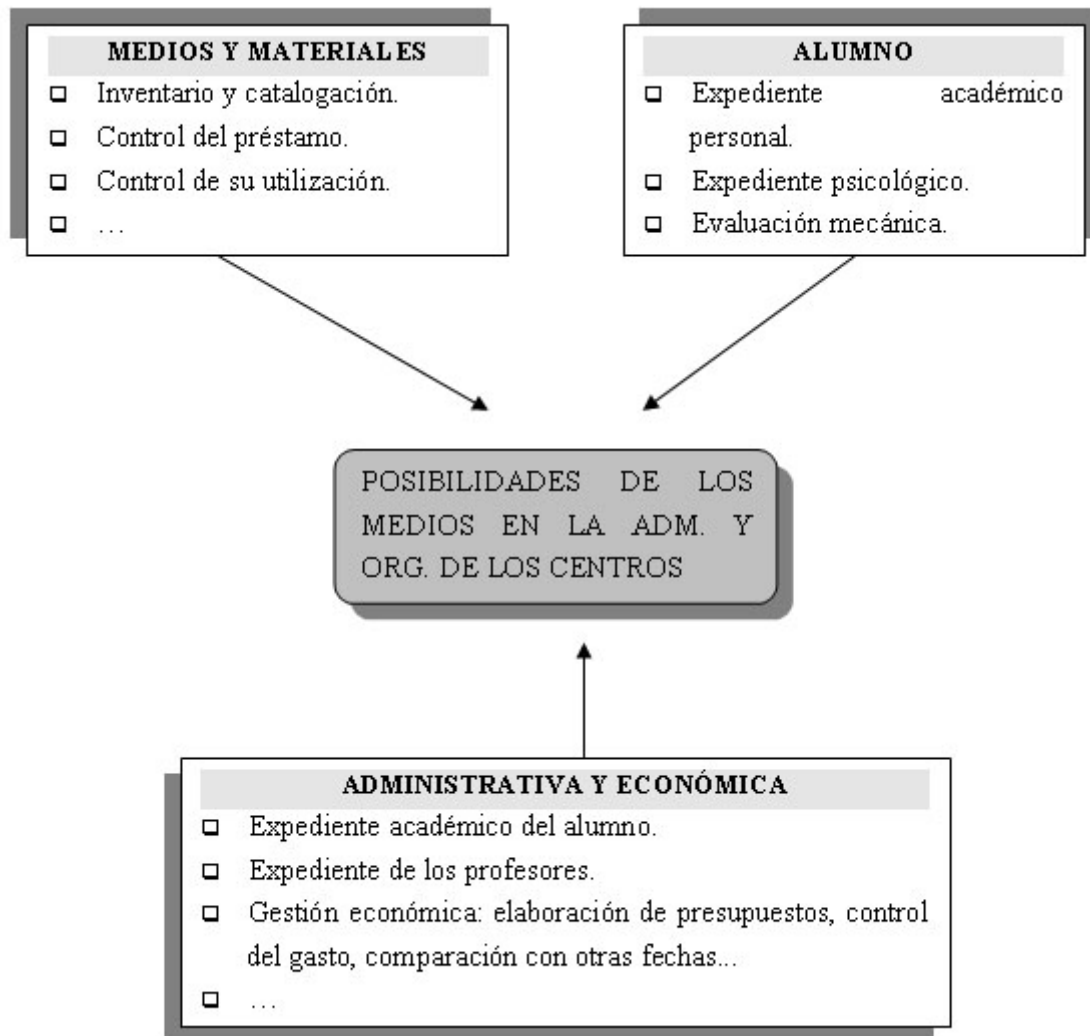 MEDIOS Y MATERIALES
Inventario y catalogación.
Control del préstamo.
Control de su utilización.
...
ALUMNO
Expediente académico
personal.
Expediente psicológico.
Evaluación mecánica.
POSIBILIDADES DE LOS
MEDIOS EN LA ADM. Y
ORG. DE LOS CENTROS
ADMINISTRATIVA Y ECONÓMICA
Expediente académico del alumno.
Expediente de los profesores.
Gestión económica: elaboración de presupuestos, control
del gasto, comparación con otras fechas...
...